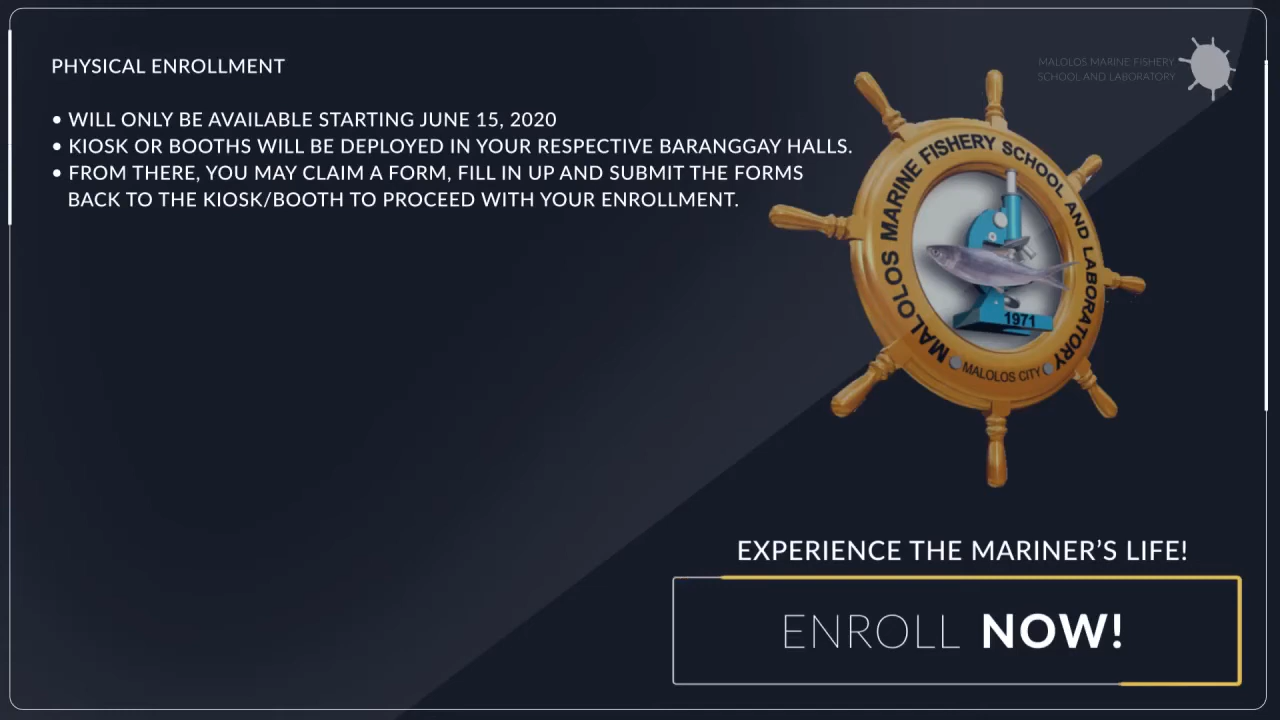 PHYSICAL ENROLLMENT
• WILL ONLY BE AVAILABLE STARTING JUNE 15, 2020
• KIOSK OR BOOTHS WILL BE DEPLOYED IN YOUR RESPECTIVE BARANGGAY HALLS.
• FROM THERE, YOU MAY CLAIM A FORM, FILL IN UP AND SUBMIT THE FORMS
BACK TO THE KIOSK/BOOTH TO PROCEED WITH YOUR ENROLLMENT.
MALOLOS MARINE FISHERY
SCHOOL AND LABORATORY
MALOLOS MARINE FISHERY SCHOOL AND LABORATORY
1971
MALOLOS CITY
EXPERIENCE THE MARINER’S LIFE!
ENROLL NOW!